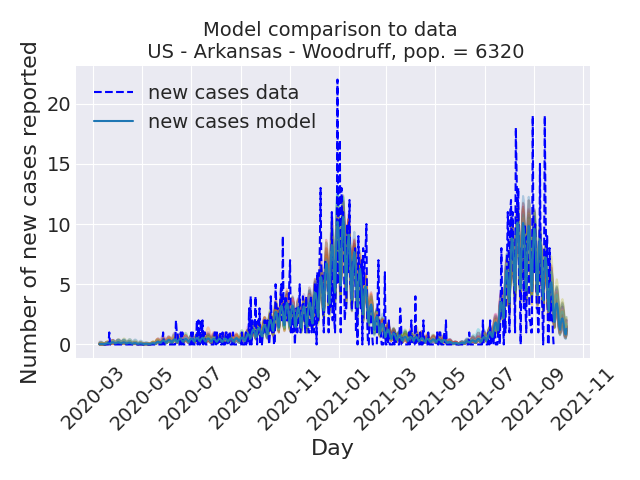 Model comparison to data
US - Arkansas - Woodruff, pop. = 6320
Number of new cases reported
20
15
10
5
0
new cases data
new cases model
2020-03
2020-05
2020-07
2020-09
2020-11
2021-01
2021-03
2021-05
2021-07
2021-09
2021-11
Day